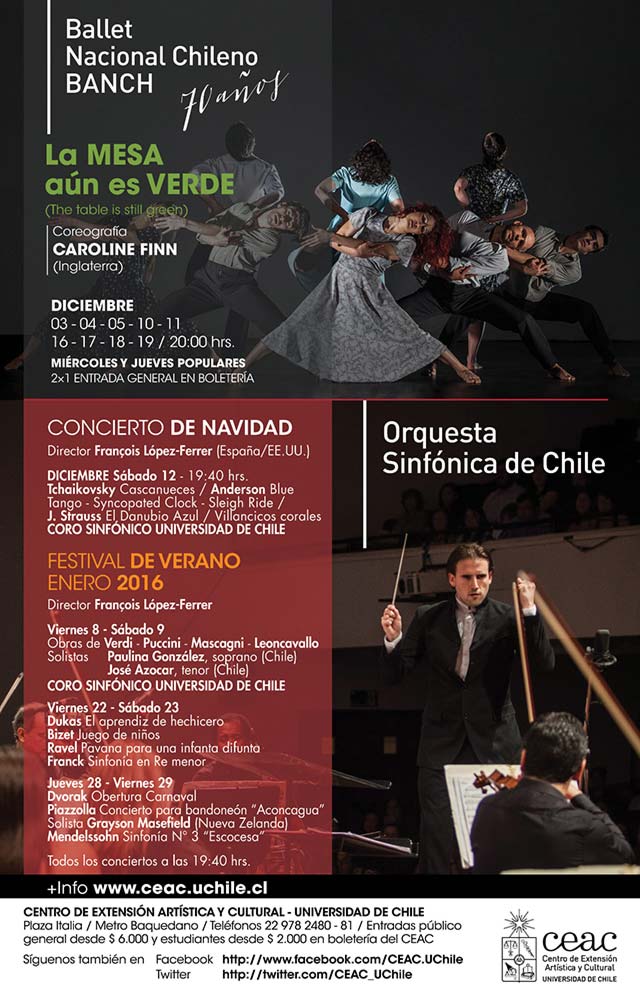 Ballet
Nacional Chileno
BANCH
70 años
La MESA
aún es VERDE
(The table is still green)
Coreografía
CAROLINE FINN
(Inglaterra)
DICIEMBRE
03 - 04 - 05 - 10 - 11
16 - 17 - 18 - 19 / 20:00 hrs.
MIÉRCOLES Y JUEVES POPULARES
2×1 ENTRADA GENERAL EN BOLETERÍA
CONCIERTO DE NAVIDAD
Director François López-Ferrer (España/EE.UU.)
DICIEMBRE Sábado 12 - 19:40 hrs.
Tchaikovsky Cascanueces / Anderson Blue
Tango - Syncopated Clock - Sleigh Ride /
J. Strauss El Danubio Azul / Villancicos corales
CORO SINFÓNICO UNIVERSIDAD DE CHILE
Orquesta
Sinfónica de Chile
FESTIVAL DE VERANO
ENERO 2016
Director François López-Ferrer
Viernes 8 - Sábado 9
Obras de Verdi - Puccini - Mascagni - Leoncavallo
Solistas Paulina González, soprano (Chile)
José Azocar, tenor (Chile)
CORO SINFÓNICO UNIVERSIDAD DE CHILE
Viernes 22 - Sábado 23
Dukas El aprendiz de hechicero
Bizet Juego de niños
Ravel Pavana para una infanta difunta
Franck Sinfonía en Re menor
Jueves 28 - Viernes 29
Dvorak Obertura Carnaval
Piazzolla Concierto para bandoneón "Aconcagua"
Solista Grayson Masefield (Nueva Zelanda)
Mendelssohn Sinfonía N° 3 "Escocesa"
Todos los conciertos a las 19:40 hrs.
+Info www.ceac.uchile.cl
CENTRO DE EXTENSIÓN ARTÍSTICA Y CULTURAL - UNIVERSIDAD DE CHILE
Plaza Italia / Metro Baquedano / Teléfonos 22 978 2480 - 81 / Entradas público
general desde $ 6.000 y estudiantes desde $ 2.000 en boletería del CEAC
Síguenos también en Facebook http://www.facebook.com/CEAC.UChile
Twitter http://twitter.com/CEAC_UChile
ceac
Centro de Extensión
Artística y Cultural
UNIVERSIDAD DE CHILE